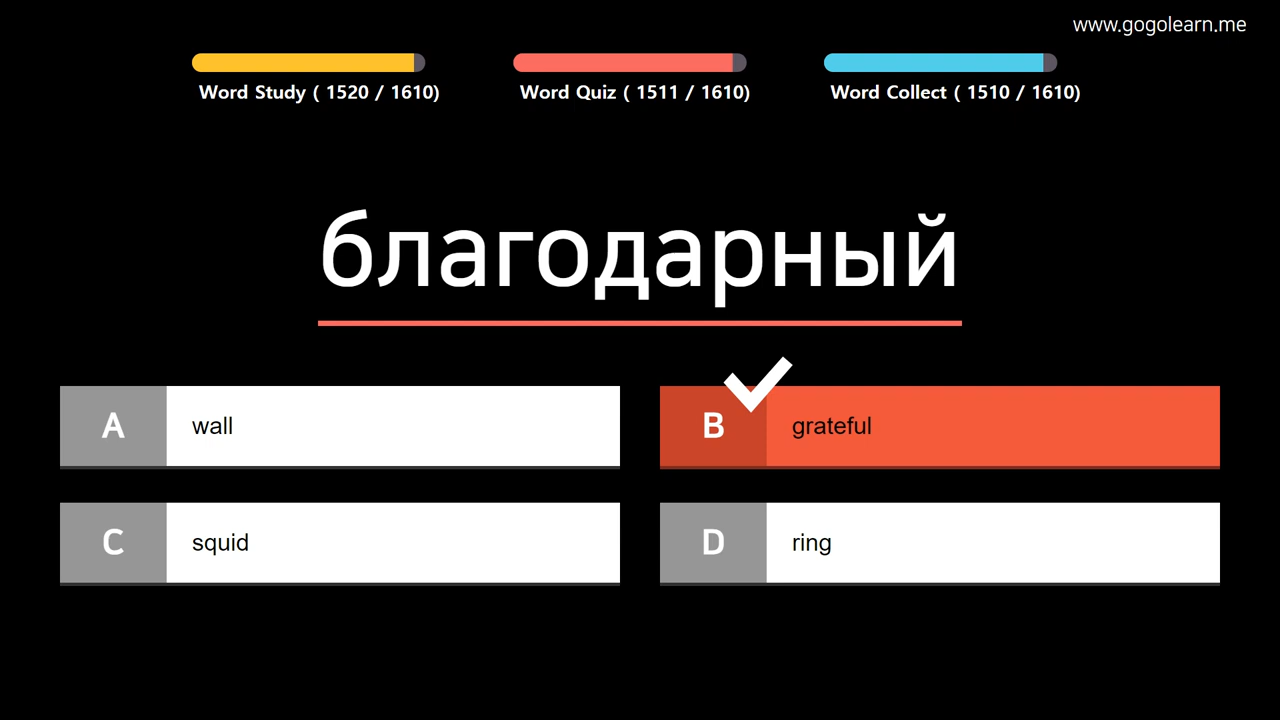 www.gogolearn.me
Word Study ( 1520 / 1610)
Word Quiz ( 1511 / 1610)
Word Collect ( 1510 / 1610)
благодарный
A wall
B grateful
C squid
D ring